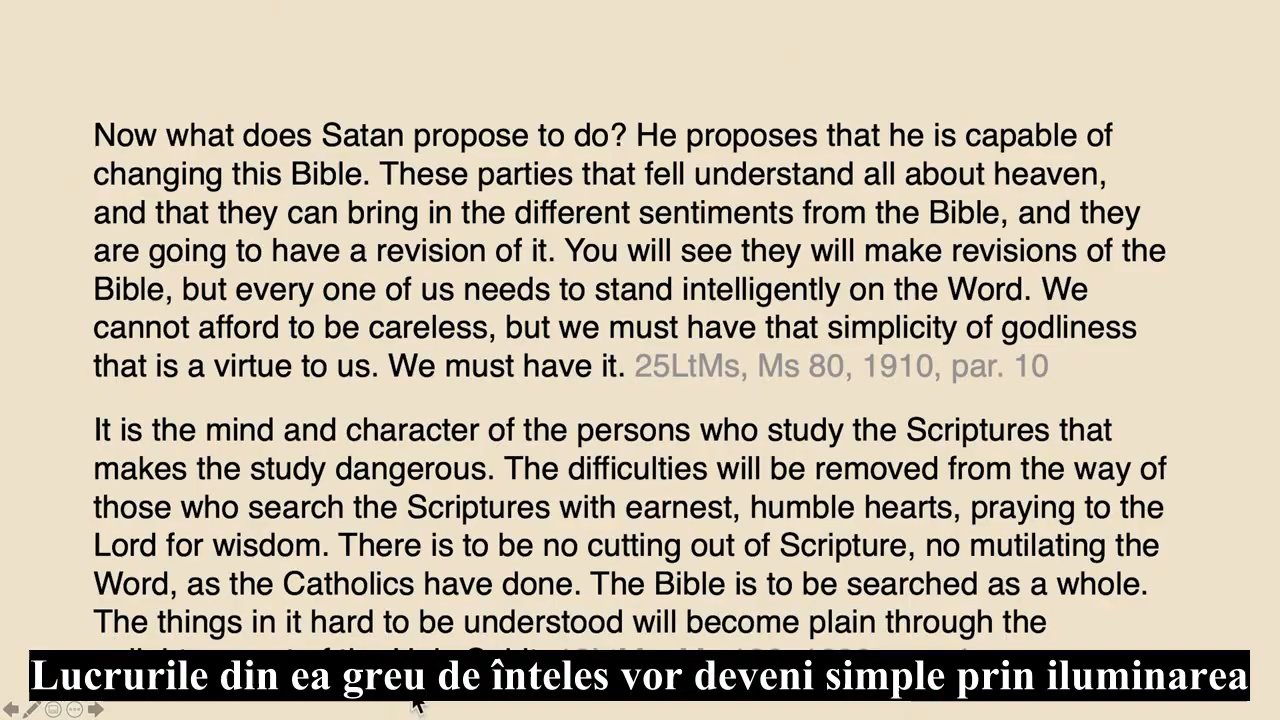 Now what does Satan propose to do? He proposes that he is capable of
changing this Bible. These parties that fell understand all about heaven,
and that they can bring in the different sentiments from the Bible, and they
are going to have a revision of it. You will see they will make revisions of the
Bible, but every one of us needs to stand intelligently on the Word. We
cannot afford to be careless, but we must have that simplicity of godliness
that is a virtue to us. We must have it. 25LtMs, Ms 80, 1910, par. 10
It is the mind and character of the persons who study the Scriptures that
makes the study dangerous. The difficulties will be removed from the way of
those who search the Scriptures with earnest, humble hearts, praying to the
Lord for wisdom. There is to be no cutting out of Scripture, no mutilating the
Word, as the Catholics have done. The Bible is to be searched as a whole.
The things in it hard to be understood will become plain through the
Lucrurile din ea greu de înteles vor deveni simple prin iluminarea